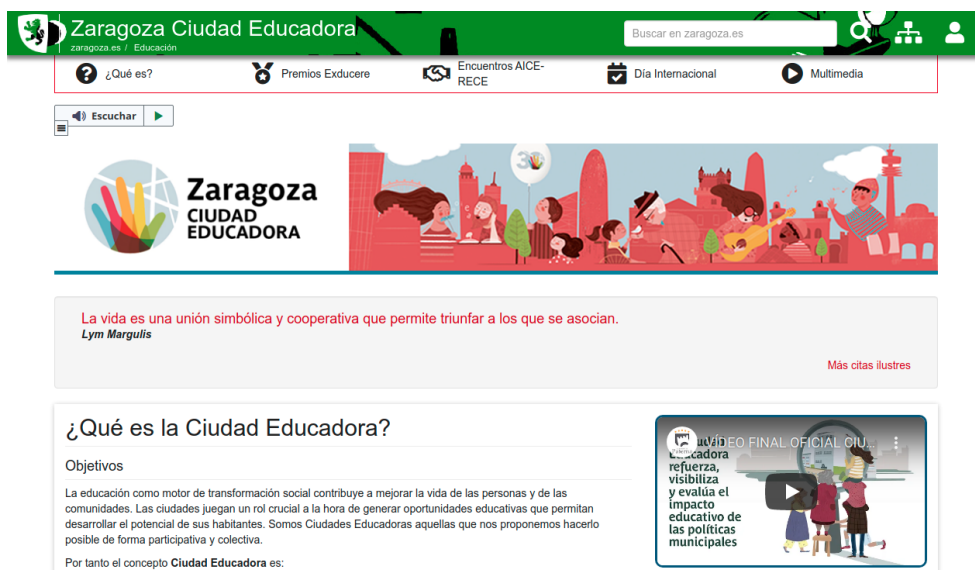 Zaragoza Ciudad Educadora
zaragoza.es / Educación
Buscar en zaragoza.es
¿Qué es?
Premios Exducere
Encuentros AICE-
RECE
Día Internacional
Multimedia
Escuchar
30
Zaragoza
CIUDAD
EDUCADORA
La vida es una unión simbólica y cooperativa que permite triunfar a los que se asocian.
Lym Margulis
Más citas ilustres
¿Qué es la Ciudad Educadora?
Objetivos
La educación como motor de transformación social contribuye a mejorar la vida de las personas y de las
comunidades. Las ciudades juegan un rol crucial a la hora de generar oportunidades educativas que permitan
desarrollar el potencial de sus habitantes. Somos Ciudades Educadoras aquellas que nos proponemos hacerlo
posible de forma participativa y colectiva.
Por tanto el concepto Ciudad Educadora es:
VÍDEO FINAL OFICIAL CIU...
refuerza,
visibiliza
y evalúa el
impacto
educativo de
las políticas
municipales